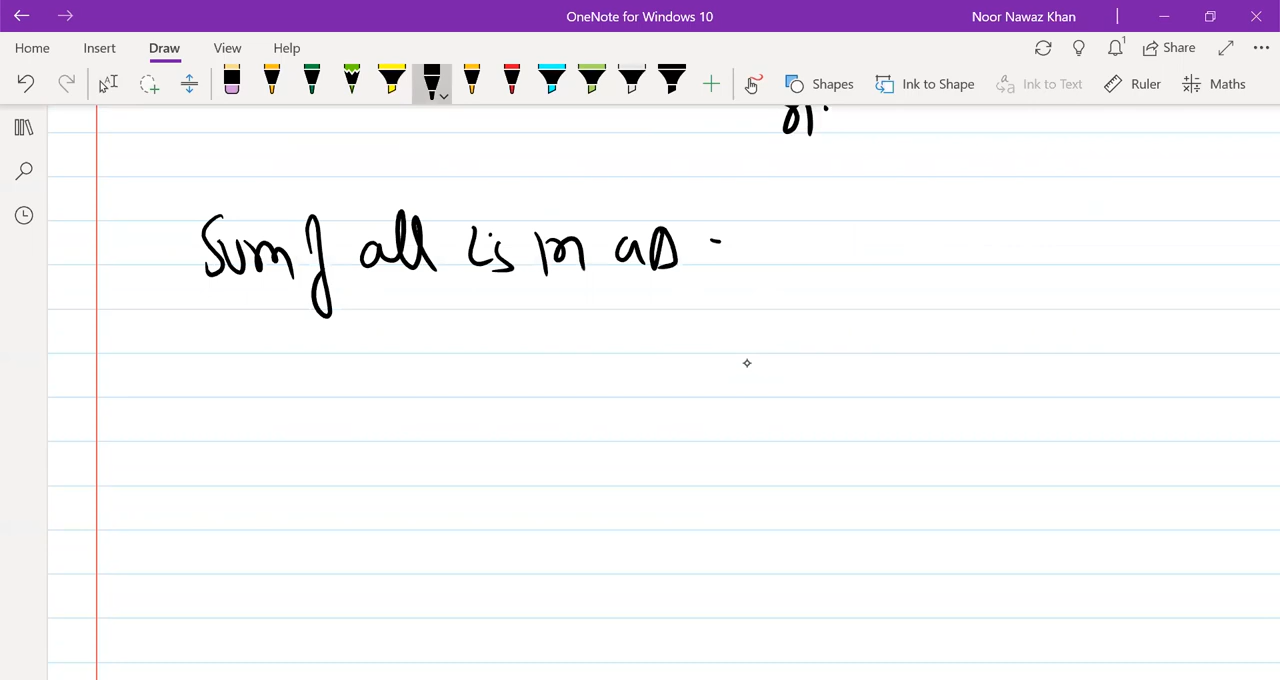 OneNote for Windows 10
Noor Nawaz Khan
Home Insert Draw View Help
1
Share
Shapes Ink to Shape Ink to Text Ruler Maths
Sum of all ∠s in a Δ -